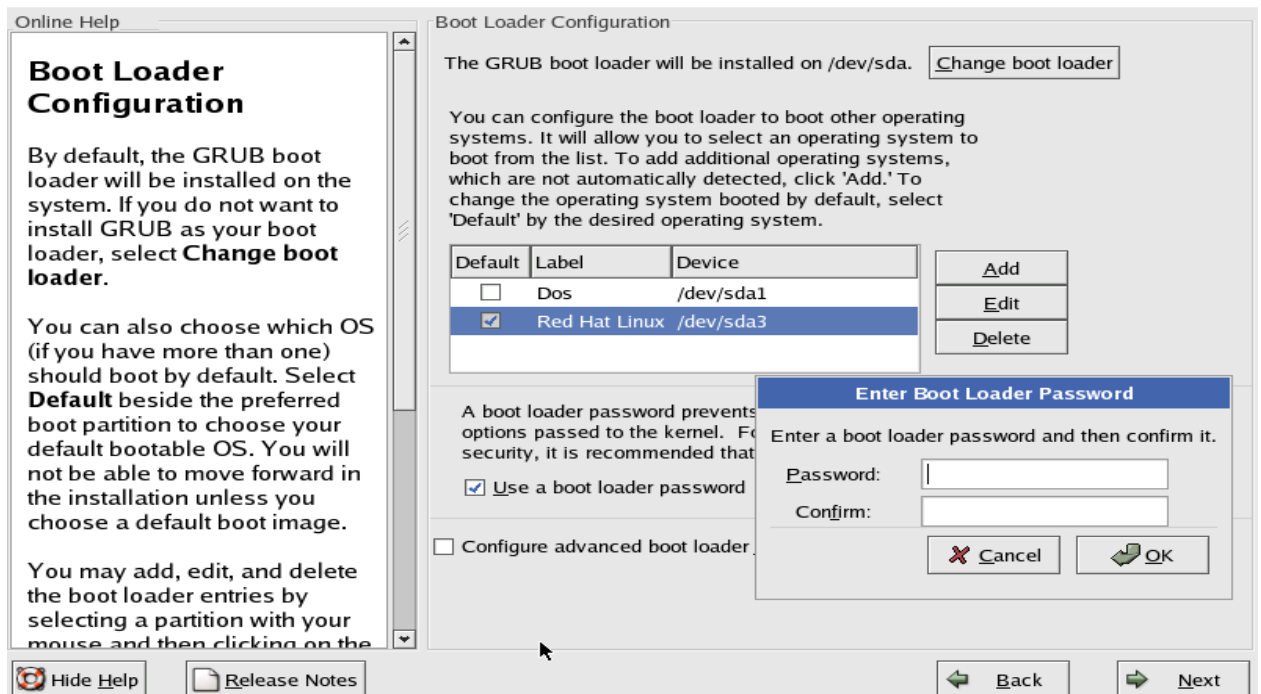 Online Help
Boot Loader
Configuration
By default, the GRUB boot
loader will be installed on the
system. If you do not want to
install GRUB as your boot
loader, select Change boot
loader.
You can also choose which OS
(if you have more than one)
should boot by default. Select
Default beside the preferred
boot partition to choose your
default bootable OS. You will
not be able to move forward in
the installation unless you
choose a default boot image.
You may add, edit, and delete
the boot loader entries by
selecting a partition with your
mouse and then clicking on the
Boot Loader Configuration
The GRUB boot loader will be installed on /dev/sda.
Change boot loader
You can configure the boot loader to boot other operating
systems. It will allow you to select an operating system to
boot from the list. To add additional operating systems,
which are not automatically detected, click 'Add.' To
change the operating system booted by default, select
'Default' by the desired operating system.
Default Label Device
Dos /dev/sda1
Red Hat Linux /dev/sda3
Add
Edit
Delete
A boot loader password prevents
options passed to the kernel. Fo
security, it is recommended that
Use a boot loader password
Configure advanced boot loader
Enter Boot Loader Password
Enter a boot loader password and then confirm it.
Password:
Confirm:
Cancel
OK
Hide Help
Release Notes
Back
Next